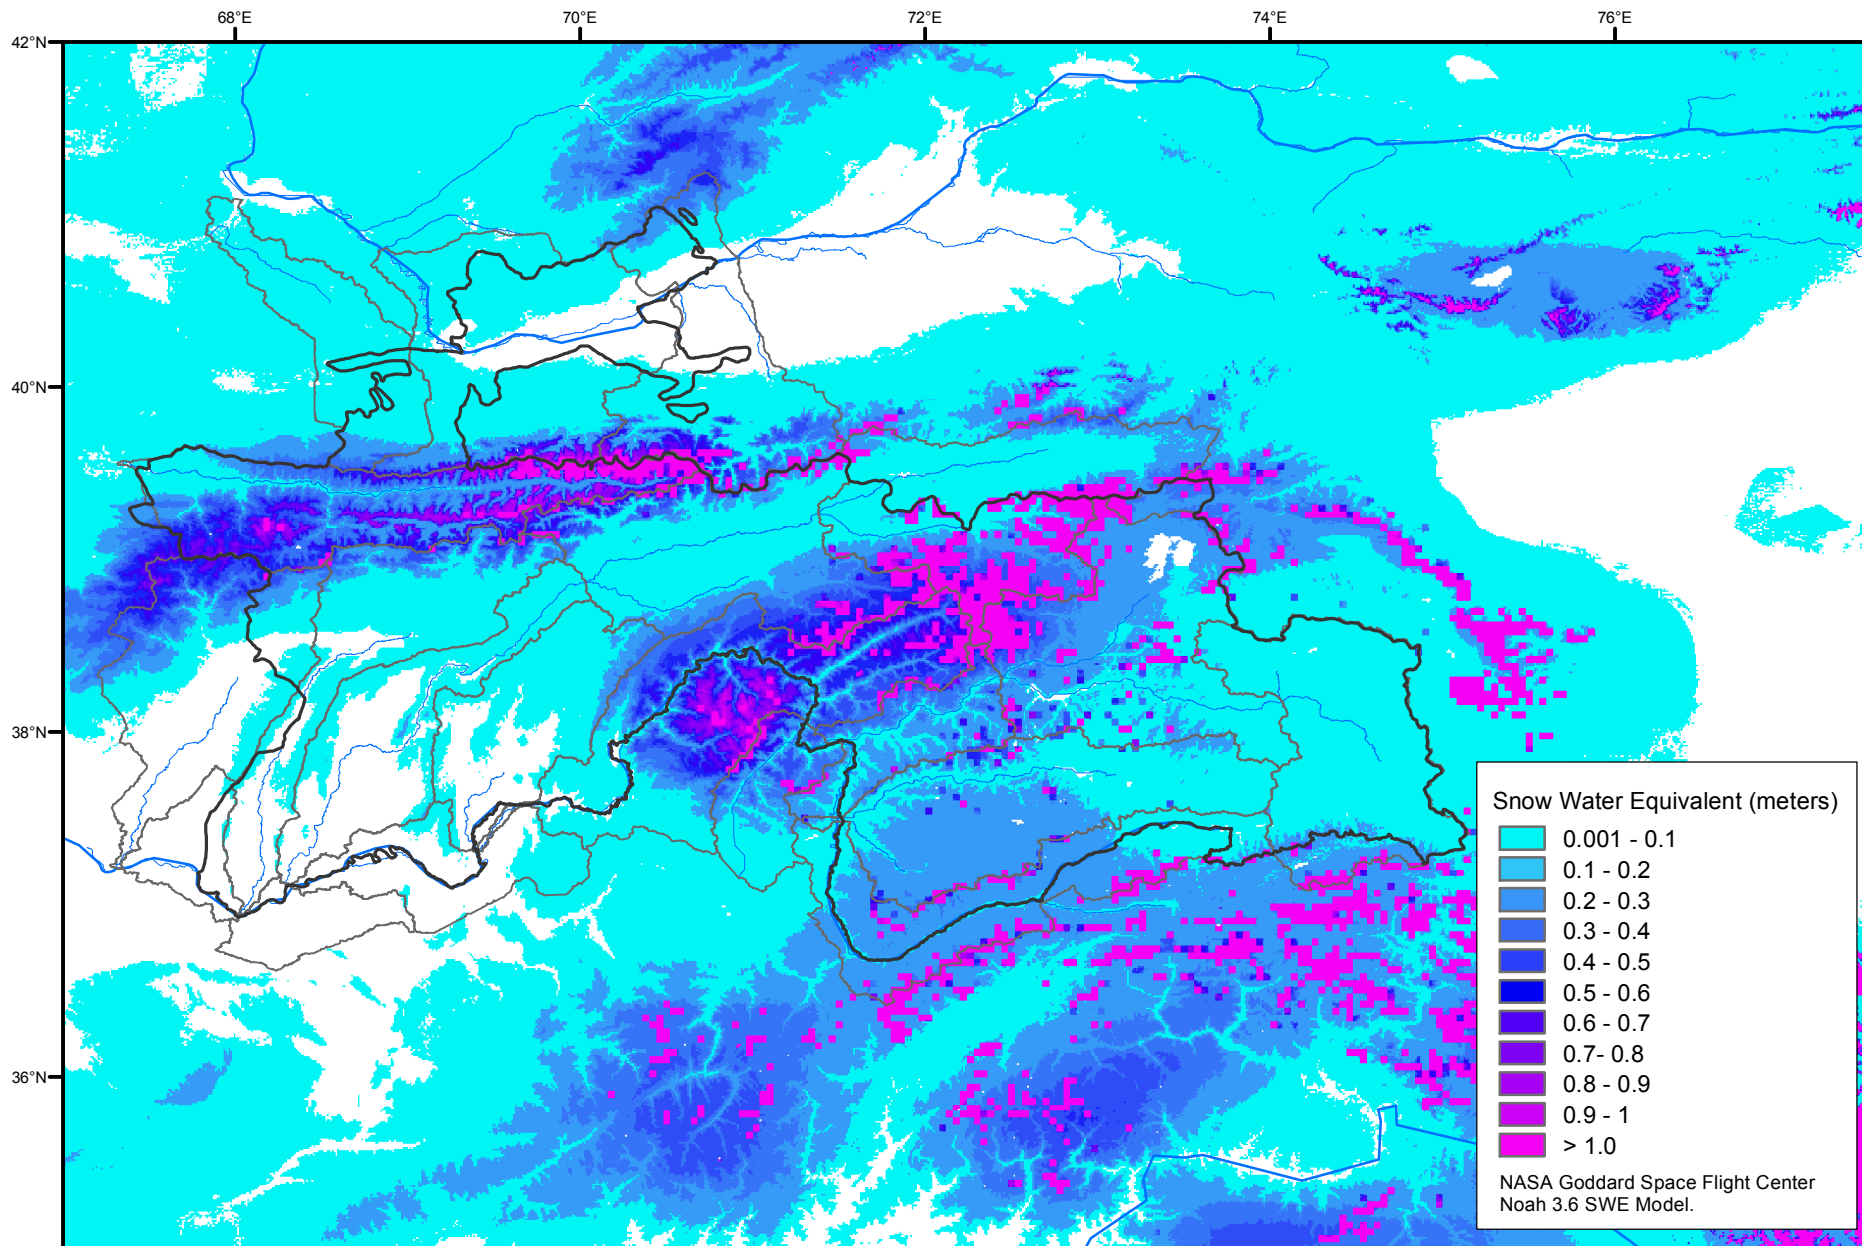 68°E 70°E 72°E 74°E 76°E
42°N
40°N
38°N
36°N
Snow Water Equivalent (meters)
0.001 - 0.1
0.1 - 0.2
0.2 - 0.3
0.3 - 0.4
0.4 - 0.5
0.5 - 0.6
0.6 - 0.7
0.7- 0.8
0.8 - 0.9
0.9 - 1
> 1.0
NASA Goddard Space Flight Center
Noah 3.6 SWE Model.